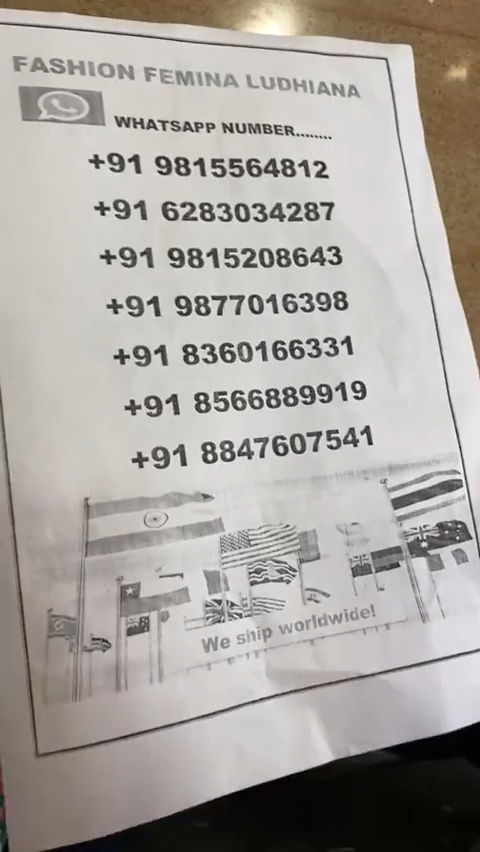 FASHION FEMINA LUDHIANA
WHATSAPP NUMBER........
+91 9815564812
+91 6283034287
+91 9815208643
+91 9877016398
+91 8360166331
+91 8566889919
+91 8847607541
We ship worldwide!